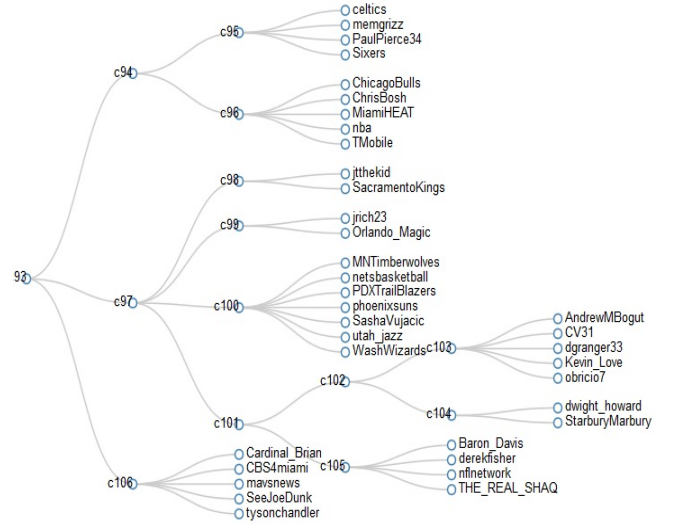 celtics
c95
memgrizz
PaulPierce34
Sixers
c94
ChicagoBulls
ChrisBosh
c96
MiamiHEAT
nba
TMobile
jtthekid
c98
SacramentoKings
jrich23
c99
Orlando_Magic
MNTimberwolves
93
netsbasketball
PDXTrailBlazers
c97
c100
phoenixsuns
SashaVujacic
utah_jazz
WashWizards
AndrewMBogut
CV31
c103
dgranger33
Kevin_Love
obricio7
c102
dwight_howard
c104
StarburyMarbury
c101
Baron_Davis
derekfisher
c105
nflnetwork
THE_REAL_SHAQ
Cardinal_Brian
CBS4miami
c106
mavsnews
SeeJoeDunk
tysonchandler